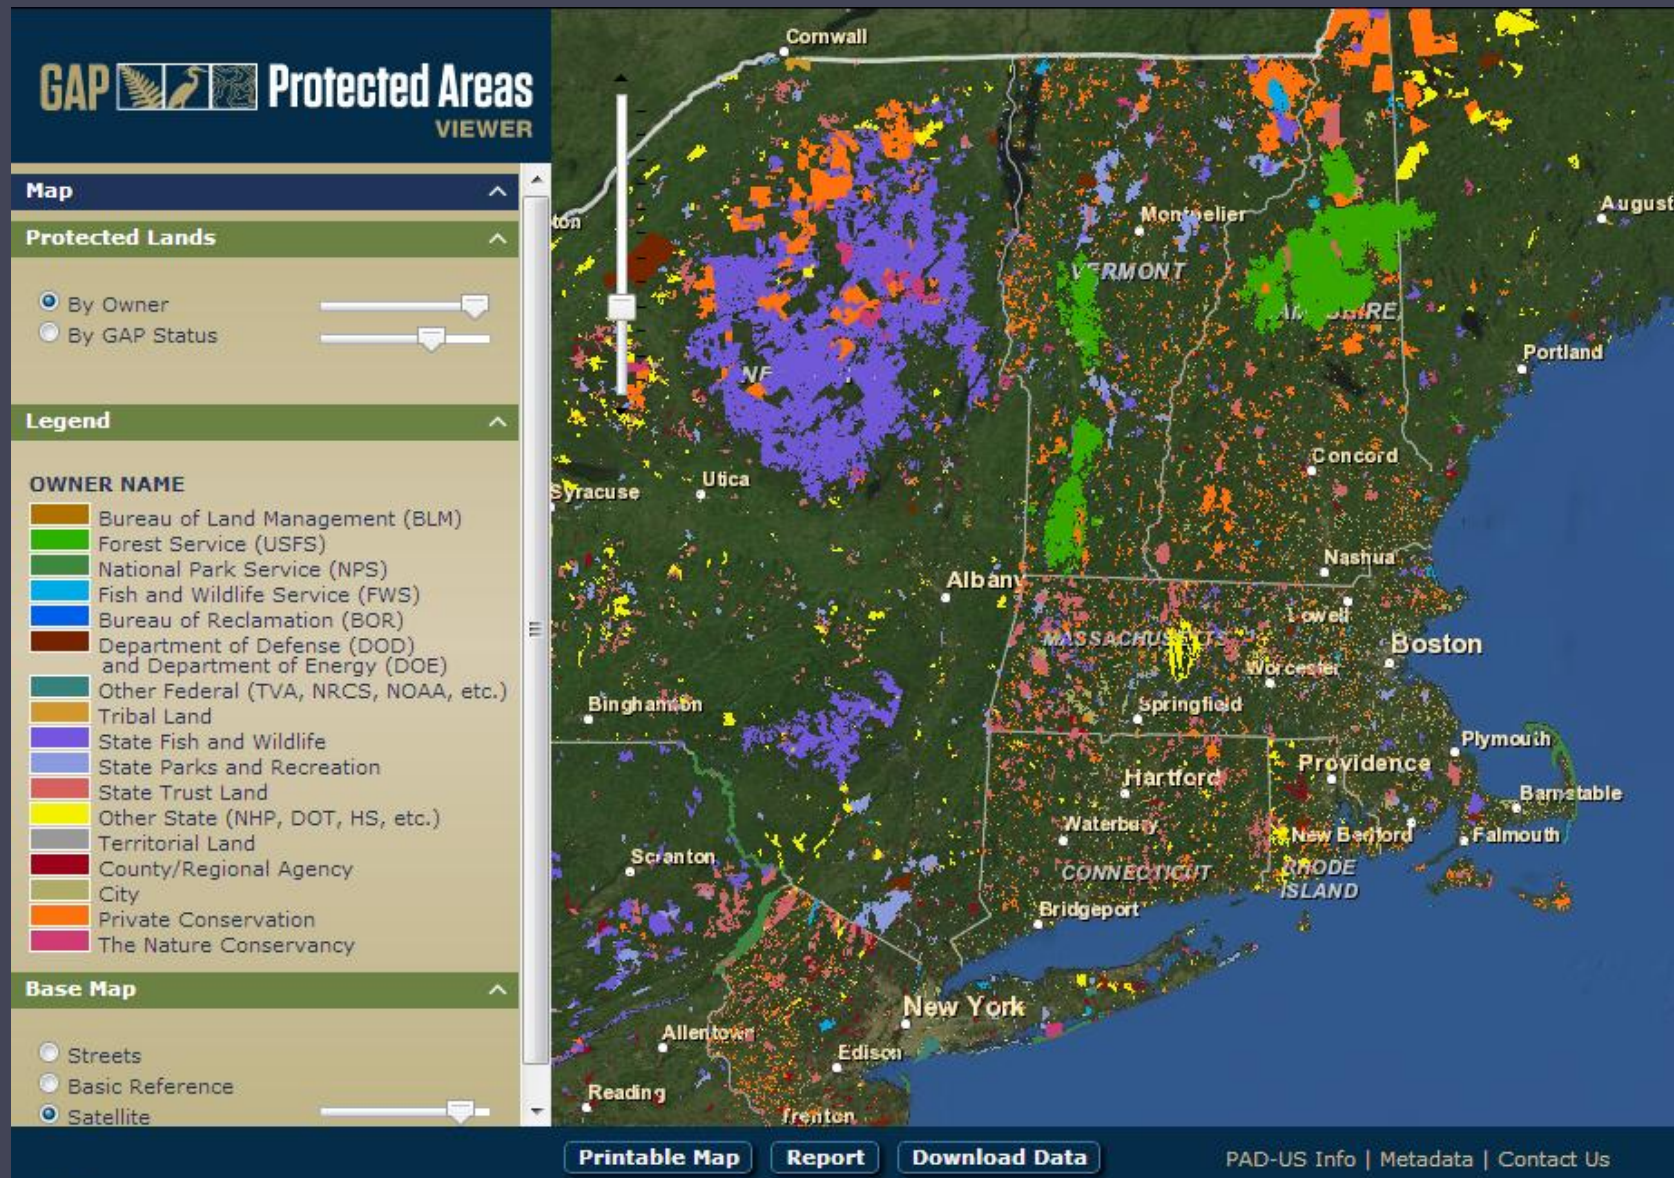 GAP Protected Areas
VIEWER
Map
Protected Lands
By Owner
By GAP Status
Legend
OWNER NAME
Bureau of Land Management (BLM)
Forest Service (USFS)
National Park Service (NPS)
Fish and Wildlife Service (FWS)
Bureau of Reclamation (BOR)
Department of Defense (DOD)
and Department of Energy (DOE)
Other Federal (TVA, NRCS, NOAA, etc.)
Tribal Land
State Fish and Wildlife
State Parks and Recreation
State Trust Land
Other State (NHP, DOT, HS, etc.)
Territorial Land
County/Regional Agency
City
Private Conservation
The Nature Conservancy
Base Map
Streets
Basic Reference
Satellite
Cornwall
Montpelier
August
ton
VERMONT
Portland
Concord
Utica
Syracuse
Nashua
Albany
Lowell
MASSACHUSETTS
Boston
Worcester
Binghamton
Springfield
Plymouth
Providence
Hartford
Barnstable
Waterbury
New Bedford
Falmouth
Scranton
CONNECTICUT
RHODE
ISLAND
Bridgeport
New York
Allentown
Edison
Reading
Trenton
Printable Map
Report
Download Data
PAD-US Info | Metadata | Contact Us